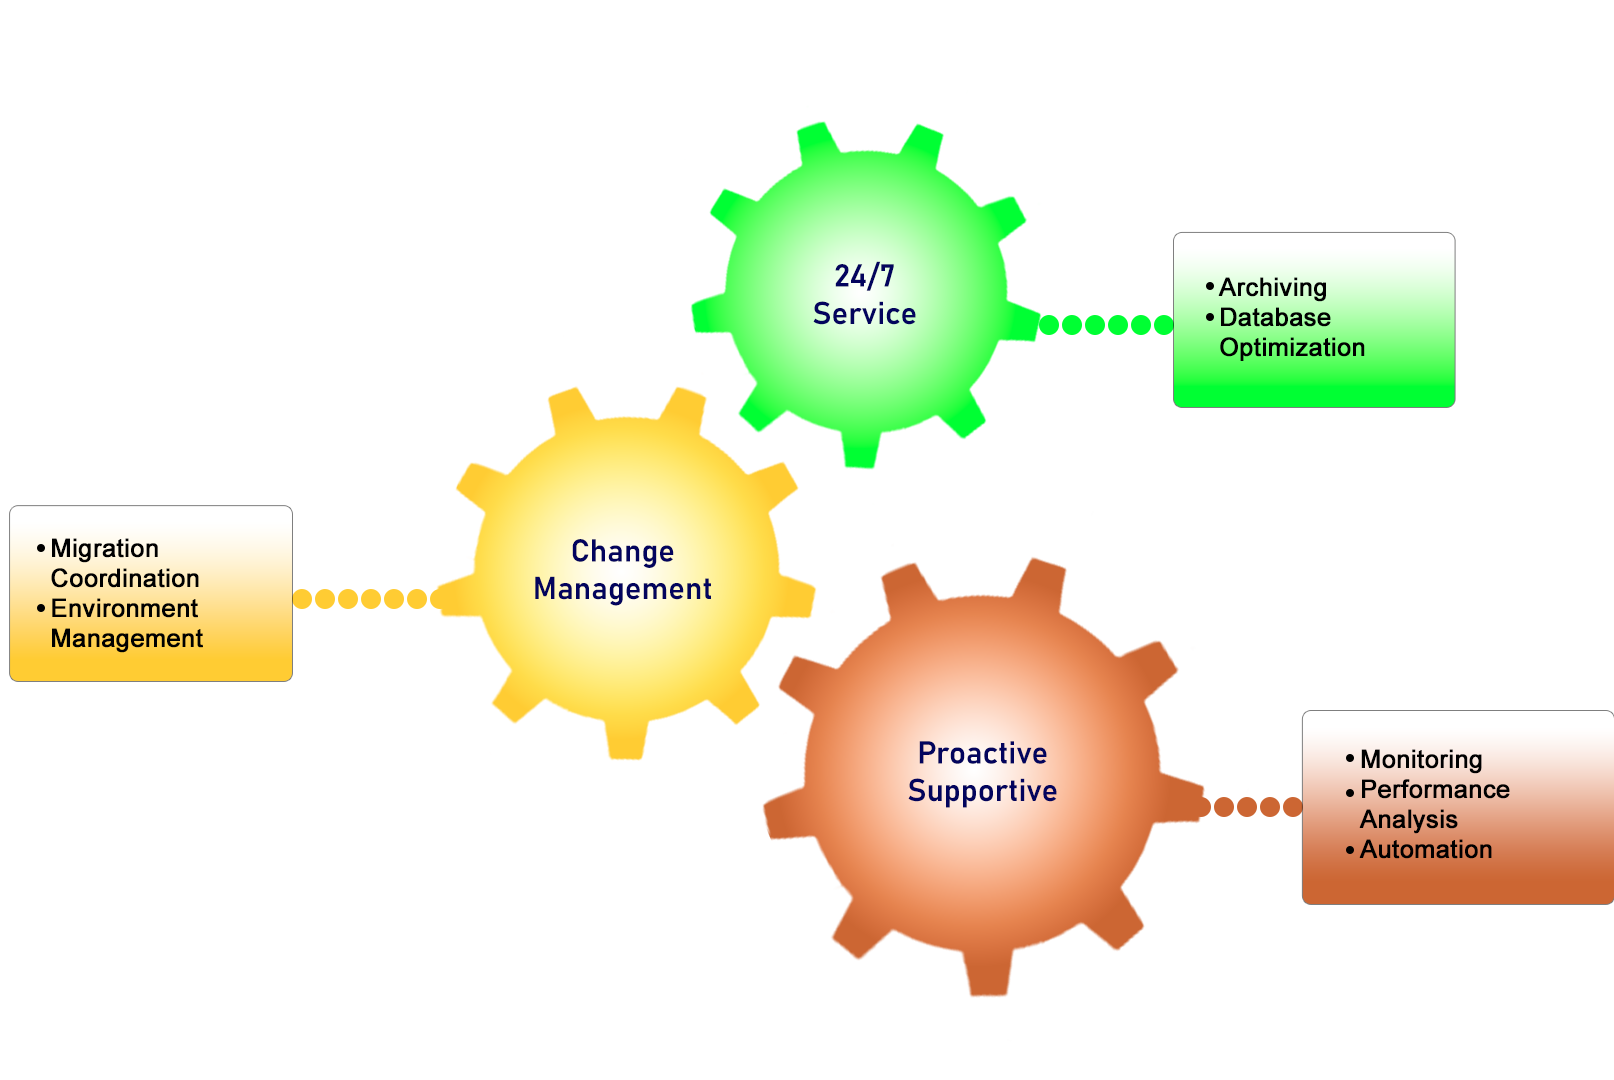 24/7
Service
• Archiving
• Database
Optimization
Change
Management
• Migration
Coordination
• Environment
Management
Proactive
Supportive
• Monitoring
• Performance
Analysis
• Automation